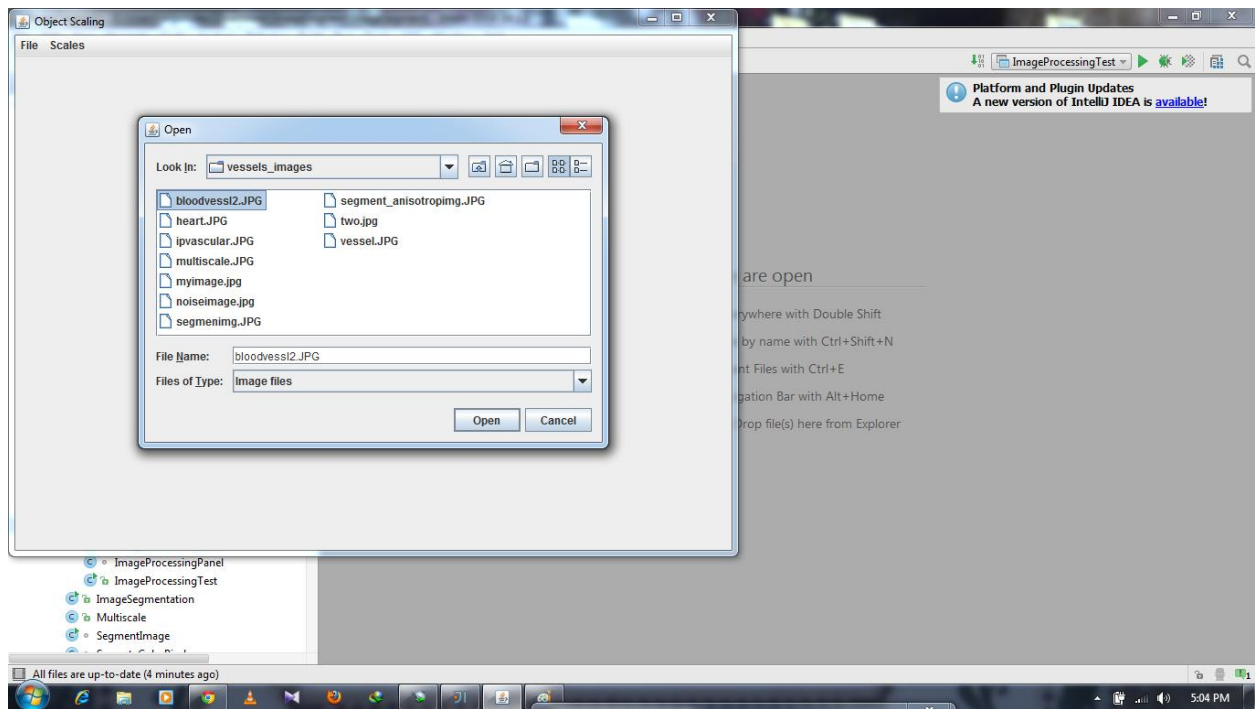 Object Scaling
File Scales
ImageProcessingTest
Platform and Plugin Updates
A new version of IntelliJ IDEA is available!
Open
Look In: vessels_images
bloodvessl2.JPG
heart.JPG
ipvascular.JPG
multiscale.JPG
myimage.jpg
noiseimage.jpg
segmenimg.JPG
segment_anisotropimg.JPG
two.jpg
vessel.JPG
File Name: bloodvessl2.JPG
Files of Type: Image files
Open Cancel
are open
with Double Shift
by name with Ctrl+Shift+N
Files with Ctrl+E
Bar with Alt+Home
file(s) here from Explorer
ImageProcessingPanel
ImageProcessingTest
ImageSegmentation
Multiscale
SegmentImage
All files are up-to-date (4 minutes ago)
1
5:04 PM